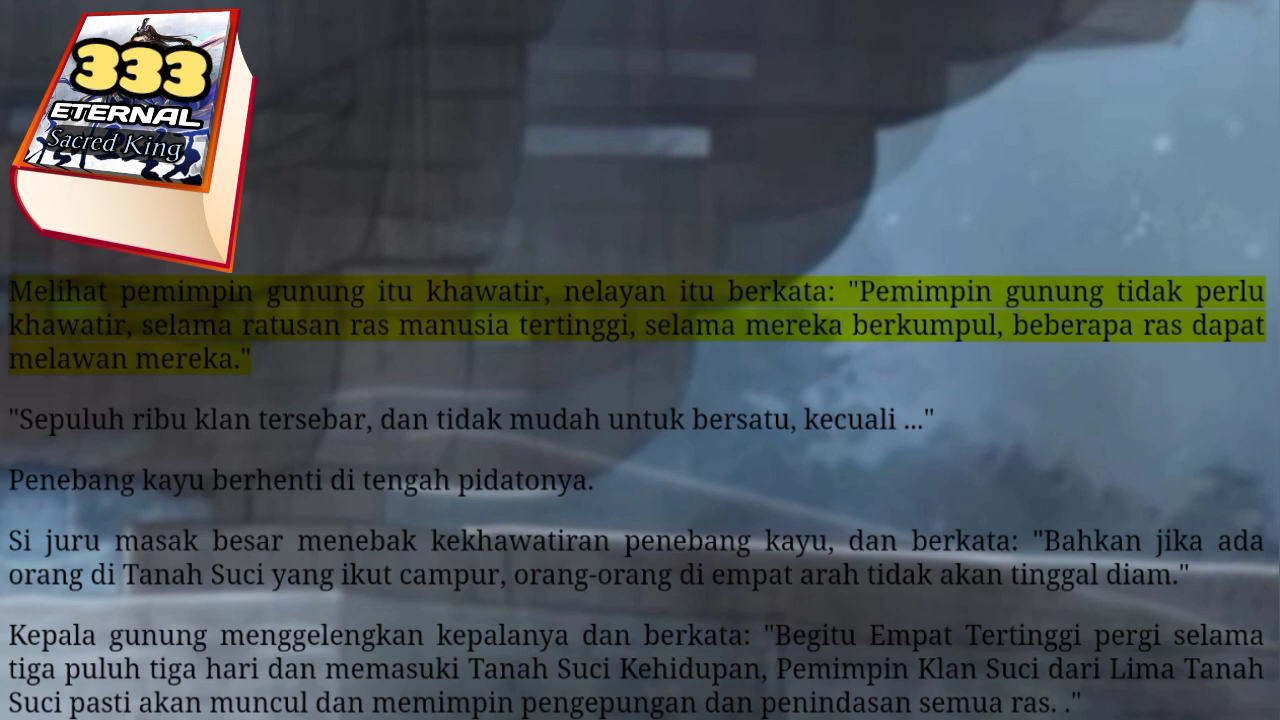 333
ETERNAL
Sacred King
Melihat pemimpin gunung itu khawatir, nelayan itu berkata: "Pemimpin gunung tidak perlu
khawatir, selama ratusan ras manusia tertinggi, selama mereka berkumpul, beberapa ras dapat
melawan mereka."
"Sepuluh ribu klan tersebar, dan tidak mudah untuk bersatu, kecuali ..."
Penebang kayu berhenti di tengah pidatonya.
Si juru masak besar menebak kekhawatiran penebang kayu, dan berkata: "Bahkan jika ada
orang di Tanah Suci yang ikut campur, orang-orang di empat arah tidak akan tinggal diam."
Kepala gunung menggelengkan kepalanya dan berkata: "Begitu Empat Tertinggi pergi selama
tiga puluh tiga hari dan memasuki Tanah Suci Kehidupan, Pemimpin Klan Suci dari Lima Tanah
Suci pasti akan muncul dan memimpin pengepungan dan penindasan semua ras. ."